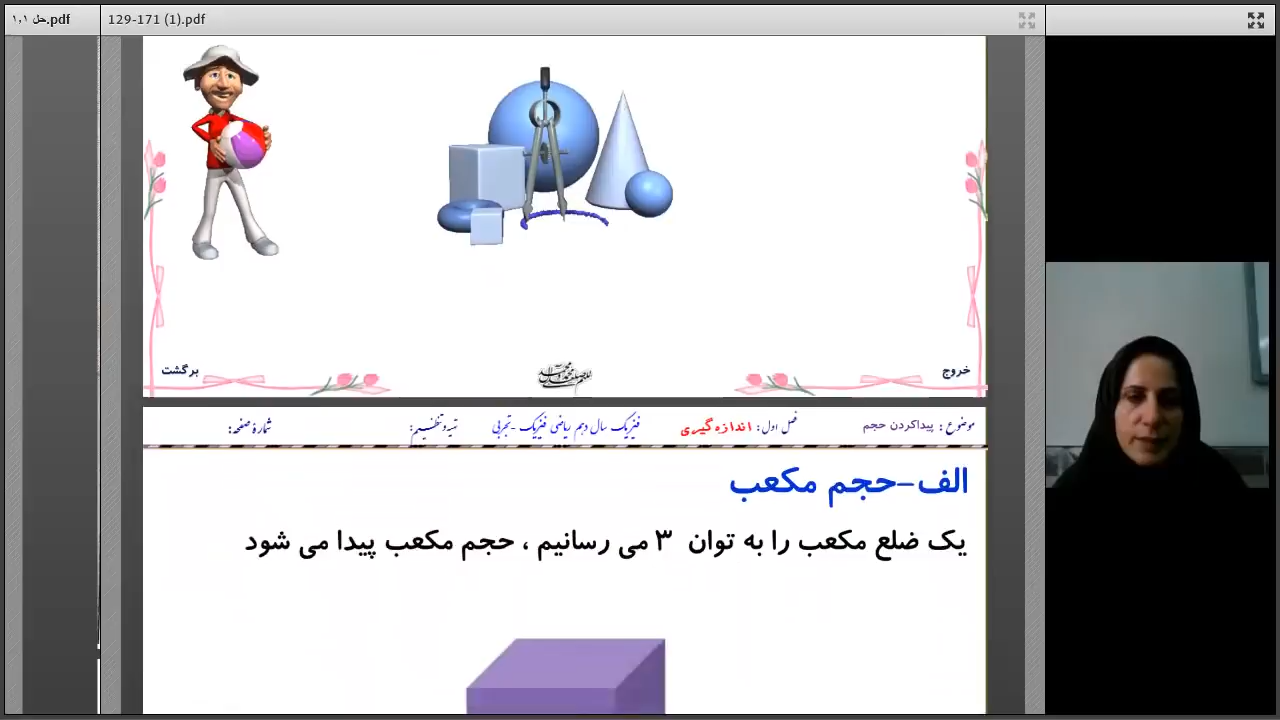 حل ۱,۱.pdf
129-171 (1).pdf
برگشت
خروج
موضوع: پیداکردن حجم فصل اول: اندازه گیری فیزیک سال دهم ریاضی فیزیک -تجربی تهیه و تنظیم: شمارهٔ صفحه:
الف-حجم مکعب
یک ضلع مکعب را به توان ۳ می رسانیم ، حجم مکعب پیدا می شود